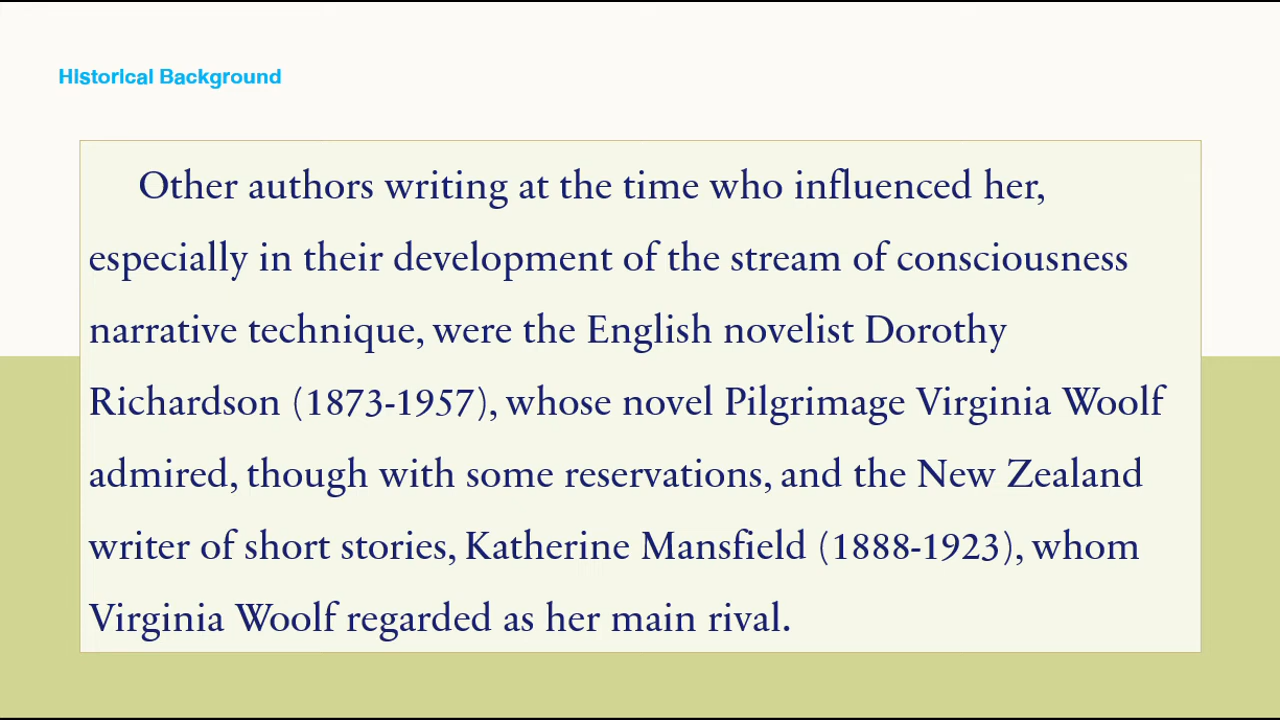 Historical Background
Other authors writing at the time who influenced her,
especially in their development of the stream of consciousness
narrative technique, were the English novelist Dorothy
Richardson (1873-1957), whose novel Pilgrimage Virginia Woolf
admired, though with some reservations, and the New Zealand
writer of short stories, Katherine Mansfield (1888-1923), whom
Virginia Woolf regarded as her main rival.